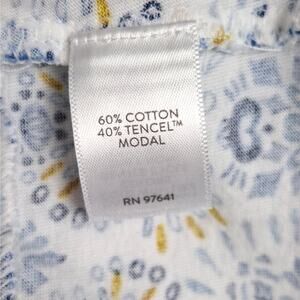 60% COTTON
40% TENCEL™
MODAL
RN 97641